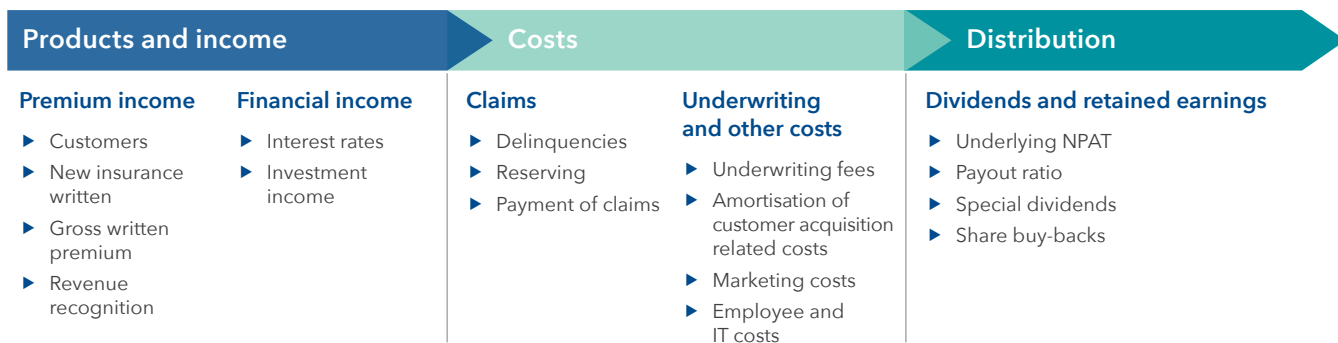 Products and income
Costs
Distribution
Premium income
Customers
New insurance
written
Gross written
premium
Revenue
recognition
Financial income
Interest rates
Investment
income
Claims
Delinquencies
Reserving
Payment of claims
Underwriting
and other costs
Underwriting fees
Amortisation of
customer acquisition
related costs
Marketing costs
Employee and
IT costs
Dividends and retained earnings
Underlying NPAT
Payout ratio
Special dividends
Share buy-backs